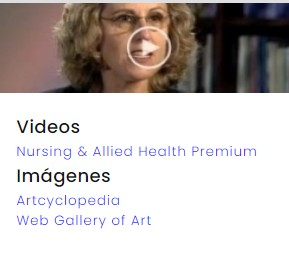 Videos
Nursing & Allied Health Premium
Imágenes
Artcyclopedia
Web Gallery of Art